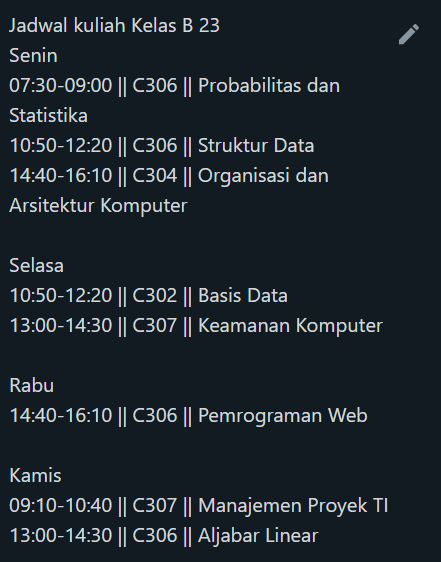 Jadwal kuliah Kelas B 23
Senin
07:30-09:00 || C306 || Probabilitas dan
Statistika
10:50-12:20 || C306 || Struktur Data
14:40-16:10 || C304 || Organisasi dan
Arsitektur Komputer
Selasa
10:50-12:20 || C302 || Basis Data
13:00-14:30 || C307 || Keamanan Komputer
Rabu
14:40-16:10 || C306 || Pemrograman Web
Kamis
09:10-10:40 || C307 || Manajemen Proyek TI
13:00-14:30 || C306 || Aljabar Linear